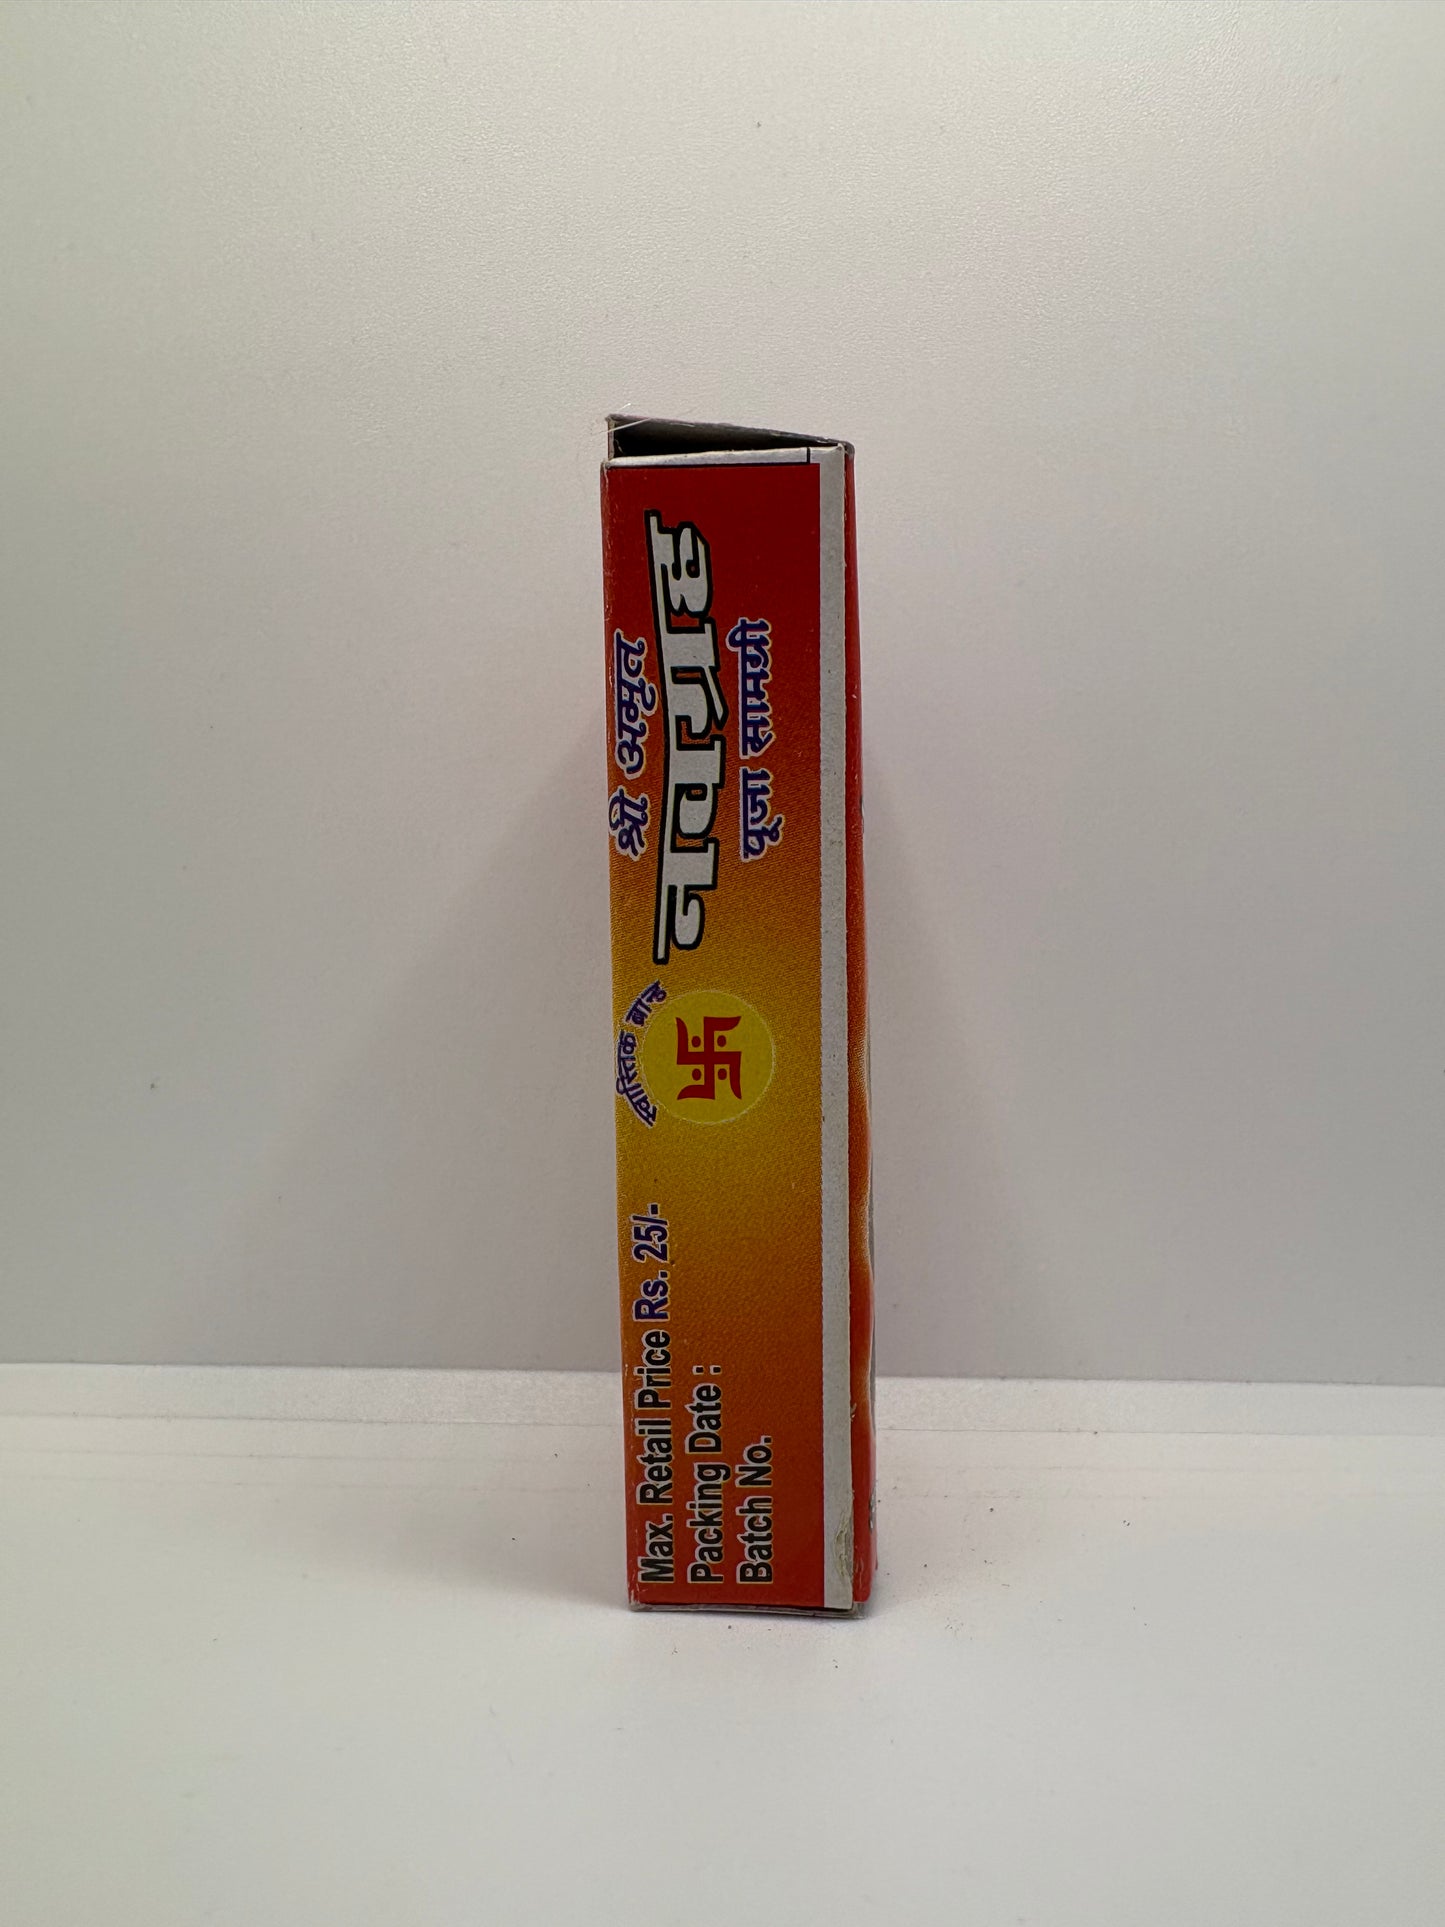 श्री अमृत
नवग्रह
पूजा सामग्री
स्वास्तिक ब्रान्ड
Max. Retail Price Rs. 25/-
Packing Date :
Batch No.